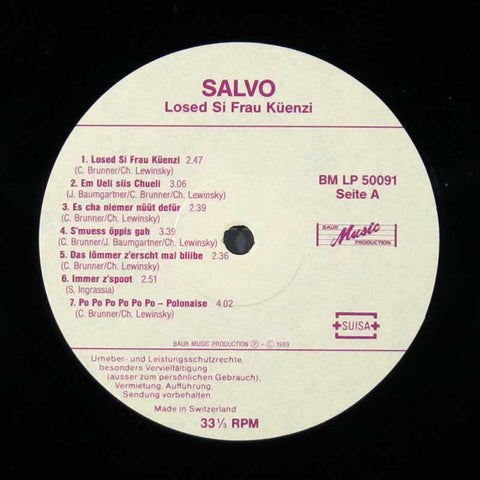 SALVO
Losed Si Frau Küenzi
1. Losed Si Frau Küenzi 2.47
(C. Brunner/Ch. Lewinsky)
2. Em Ueli siis Chueli 3.06
(J. Baumgartner/C. Brunner/Ch. Lewinsky)
3. Es cha niemer nüüt defür 2.39
(C. Brunner/Ch. Lewinsky)
4. S'muess öppis gah 3.39
(C. Brunner/J. Baumgartner/Ch. Lewinsky)
5. Das lömmer z'erscht mal bliibe 2.36
(C. Brunner/Ch. Lewinsky)
6. Immer z'spoot 2.51
(S. Ingrassia)
7. Po Po Po Po Po Po – Polonaise 4.02
(C. Brunner/Ch. Lewinsky)
BM LP 50091
Seite A
BAUR
Music
PRODUCTION
SUISA
BAUR MUSIC PRODUCTION Ⓟ - © 1989
Urheber- und Leistungsschutzrechte,
besonders Vervielfältigung
(ausser zum persönlichen Gebrauch),
Vermietung, Aufführung,
Sendung vorbehalten
Made in Switzerland
33⅓ RPM